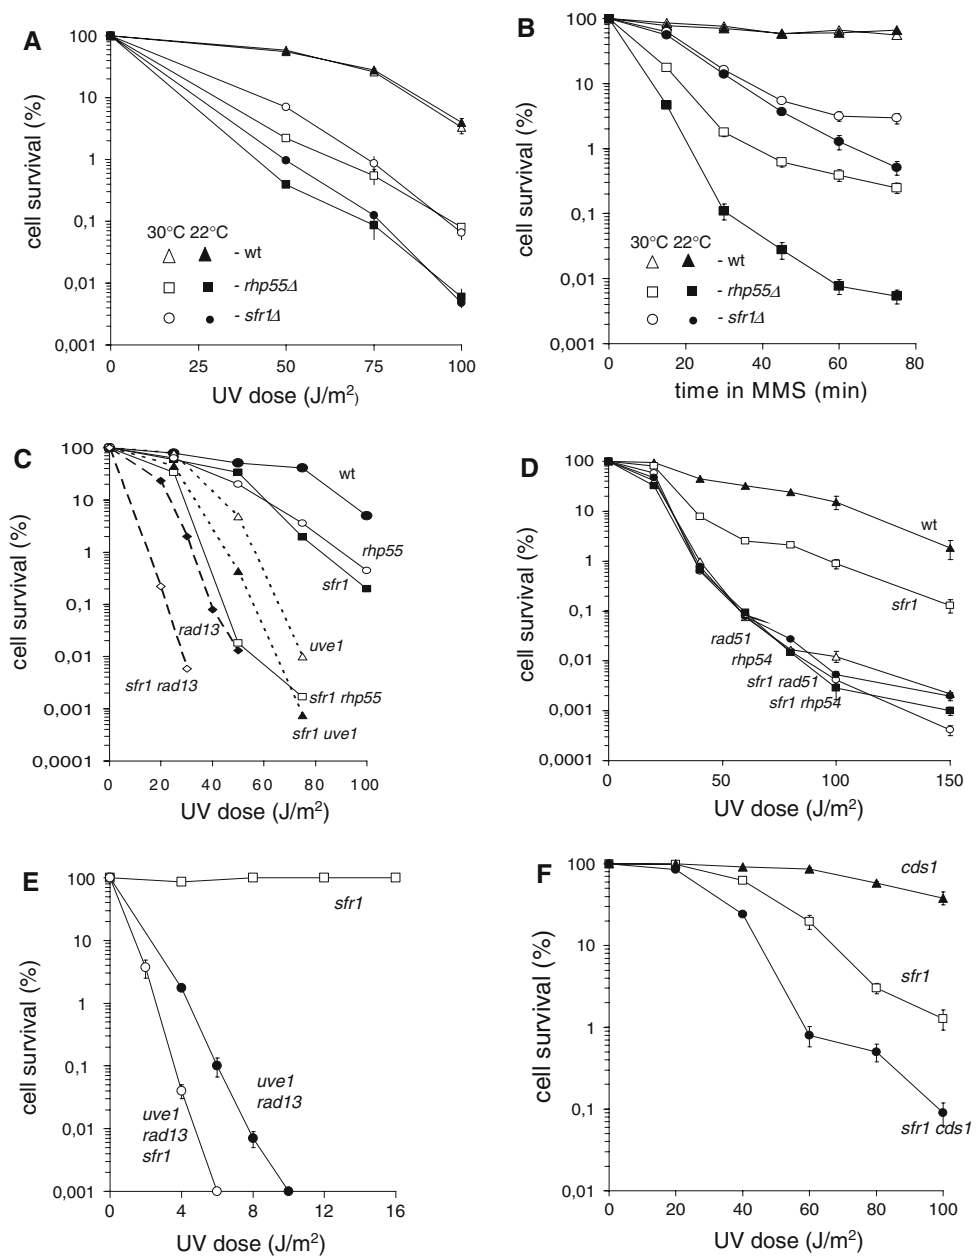 A
cell survival (%)
100
10
1
0,1
0,01
0,001
30°C 22°C
- wt
- rhp55Δ
- sfr1Δ
0 25 50 75 100
UV dose (J/m2)
B
cell survival (%)
100
10
1
0,1
0,01
0,001
30°C 22°C
- wt
- rhp55Δ
- sfr1Δ
0 20 40 60 80
time in MMS (min)
C
cell survival (%)
100
10
1
0,1
0,01
0,001
0,0001
wt
rhp55
sfr1
rad13
uve1
sfr1 rad13
sfr1 rhp55
sfr1 uve1
0 20 40 60 80 100
UV dose (J/m2)
D
cell survival (%)
100
10
1
0,1
0,01
0,001
0,0001
wt
sfr1
rad51
rhp54
sfr1 rad51
sfr1 rhp54
0 50 100 150
UV dose (J/m2)
E
cell survival (%)
100
10
1
0,1
0,01
0,001
sfr1
uve1
rad13
uve1
rad13
sfr1
0 4 8 12 16
UV dose (J/m2)
F
cell survival (%)
100
10
1
0,1
0,01
cds1
sfr1
sfr1 cds1
0 20 40 60 80 100
UV dose (J/m2)